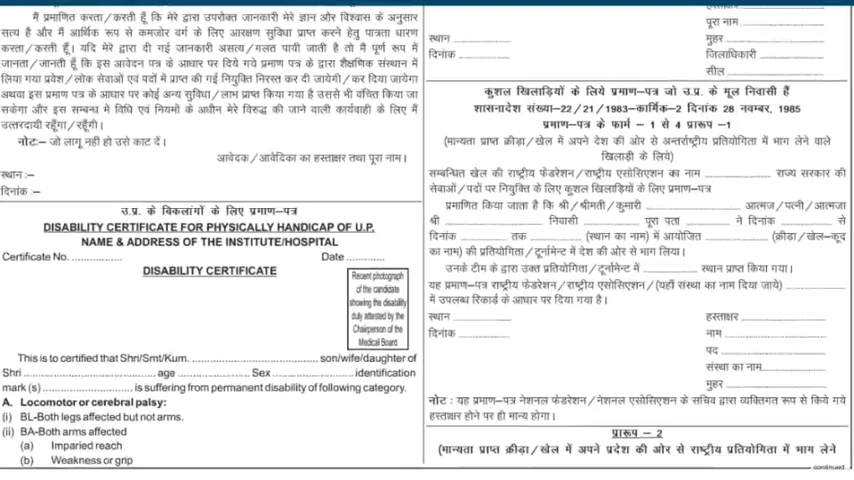 मैं प्रमाणित करता/करती हूँ कि मेरे द्वारा उपरोक्त जानकारी मेरे ज्ञान और विश्वास के अनुसार
सत्य है और मैं आर्थिक रूप से कमजोर वर्ग के लिए आरक्षण सुविधा प्राप्त करने हेतु पात्रता धारण
करता/करती हूँ। यदि मेरे द्वारा दी गई जानकारी असत्य/गलत पायी जाती है तो मैं पूर्ण रूप में
जानता/जानती हूँ कि इस आवेदन पत्र के आधार पर दिये गये प्रमाण पत्र के द्वारा शैक्षणिक संस्थान में
लिया गया प्रवेश/लोक सेवाओं एवं पदों में प्राप्त की गई नियुक्ति निरस्त कर दी जायेगी/कर दिया जायेगा
अथवा इस प्रमाण पत्र के आधार पर कोई अन्य सुविधा/लाभ प्राप्त किया गया है उससे भी वंचित किया जा
सकेगा और इस सम्बन्ध में विधि एवं नियमों के अधीन मेरे विरुद्ध की जाने वाली कार्यवाही के लिए मैं
उत्तरदायी रहूँगा/रहूँगी।
नोटः– जो लागू नहीं हो उसे काट दें।
आवेदक/आवेदिका का हस्ताक्षर तथा पूरा नाम।
स्थान :–
दिनांक :–
उ.प्र. के विकलांगों के लिए प्रमाण–पत्र
DISABILITY CERTIFICATE FOR PHYSICALLY HANDICAP OF U.P.
NAME & ADDRESS OF THE INSTITUTE/HOSPITAL
Certificate No. .................. Date .............
DISABILITY CERTIFICATE
Recent photograph
of the candidate
showing the disability
duly attested by the
Chairperson of the
Medical Board
This is to certified that Shri/Smt/Kum. ............................................ son/wife/daughter of
Shri .............................................. age ......................... Sex ............................ identification
mark (s) ................................ is suffering from permanent disability of following category.
A. Locomotor or cerebral palsy:
(i) BL-Both legs affected but not arms.
(ii) BA-Both arms affected
(a) Imparied reach
(b) Weakness or grip
हस्ताक्षर
पूरा नाम
स्थान मुहर
दिनांक जिलाधिकारी
सील
कुशल खिलाड़ियों के लिये प्रमाण–पत्र जो उ.प्र. के मूल निवासी हैं
शासनादेश संख्या–22/21/1983–कार्मिक–2 दिनांक 28 नवम्बर, 1985
प्रमाण–पत्र के फार्म – 1 से 4 प्रारूप –1
(मान्यता प्राप्त क्रीड़ा/खेल में अपने देश की ओर से अन्तर्राष्ट्रीय प्रतियोगिता में भाग लेने वाले
खिलाड़ी के लिये)
सम्बन्धित खेल की राष्ट्रीय फेडरेशन/राष्ट्रीय एसोसिएशन का नाम ........................ राज्य सरकार की
सेवाओं/पदों पर नियुक्ति के लिए कुशल खिलाडियों के लिए प्रमाण–पत्र
प्रमाणित किया जाता है कि श्री/श्रीमती/कुमारी ........................ आत्मज/पत्नी/आत्मजा
श्री ........................ निवासी ........................ पूरा पता .................. ने दिनांक .................. से
दिनांक .................. तक ............... (स्थान का नाम) में आयोजित ........................ (क्रीड़ा/खेल–कूद
का नाम) की प्रतियोगिता/टूर्नामेन्ट में देश की ओर से भाग लिया।
उनके टीम के द्वारा उक्त प्रतियोगिता/टूर्नामेन्ट में .................... स्थान प्राप्त किया गया।
यह प्रमाण–पत्र राष्ट्रीय फेडरेशन/राष्ट्रीय एसोसिएशन/(यहाँ संस्था का नाम दिया जाये) ........................
में उपलब्ध रिकार्ड के आधार पर दिया गया है।
स्थान ........................ हस्ताक्षर ........................
दिनांक ........................ नाम ........................
पद ........................
संस्था का नाम........................
मुहर ........................
नोट : यह प्रमाण–पत्र नेशनल फेडरेशन/नेशनल एसोसिएशन के सचिव द्वारा व्यक्तिगत रूप से किये गये
हस्ताक्षर होने पर ही मान्य होगा।
प्रारूप – 2
(मान्यता प्राप्त क्रीड़ा/खेल में अपने प्रदेश की ओर से राष्ट्रीय प्रतियोगिता में भाग लेने
continued